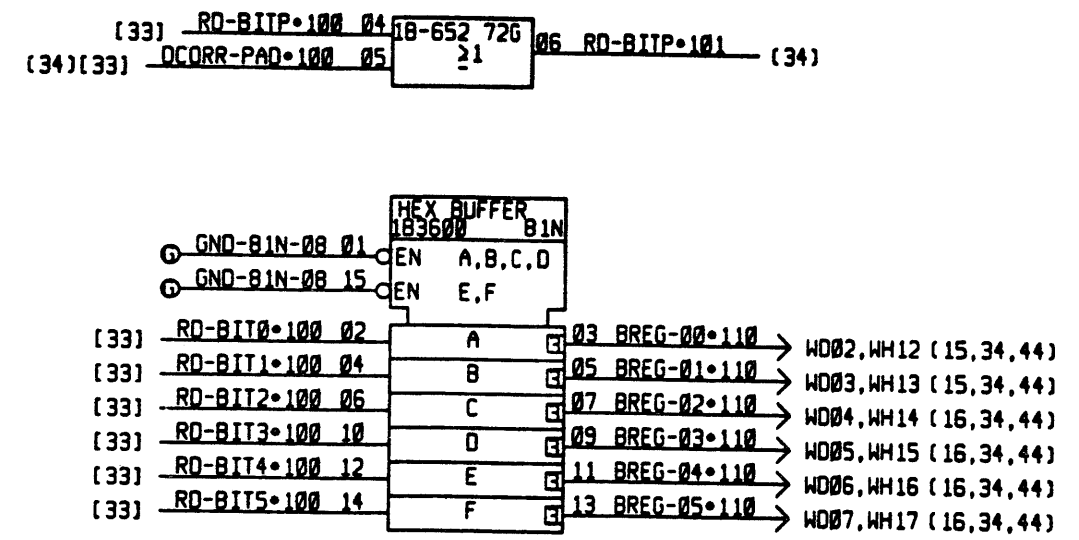 [33] RD-BITP•100 04 1B-652 72G 06 RD-BITP•101 (34)
(34)[33] DCORR-PAD•100 05 ≥1
HEX BUFFER
1B3600 B1N
G GND-B1N-08 01 EN A,B,C,D
G GND-B1N-08 15 EN E,F
[33] RD-BIT0•100 02 A 03 BREG-00•110 WD02,WH12 (15,34,44)
[33] RD-BIT1•100 04 B 05 BREG-01•110 WD03,WH13 (15,34,44)
[33] RD-BIT2•100 06 C 07 BREG-02•110 WD04,WH14 (16,34,44)
[33] RD-BIT3•100 10 D 09 BREG-03•110 WD05,WH15 (16,34,44)
[33] RD-BIT4•100 12 E 11 BREG-04•110 WD06,WH16 (16,34,44)
[33] RD-BIT5•100 14 F 13 BREG-05•110 WD07,WH17 (16,34,44)